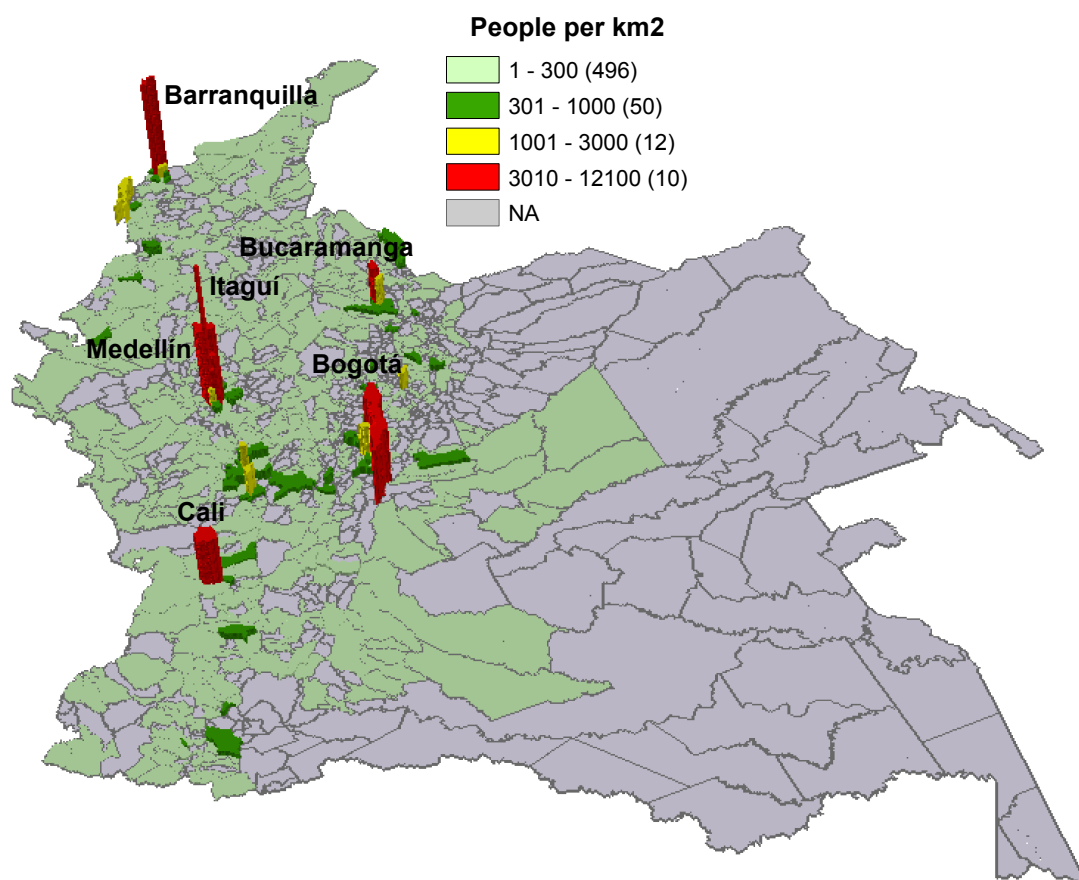 People per km2
1 - 300 (496)
301 - 1000 (50)
1001 - 3000 (12)
3010 - 12100 (10)
NA
Barranquilla
Bucaramanga
Itaguí
Medellín
Bogotá
Cali